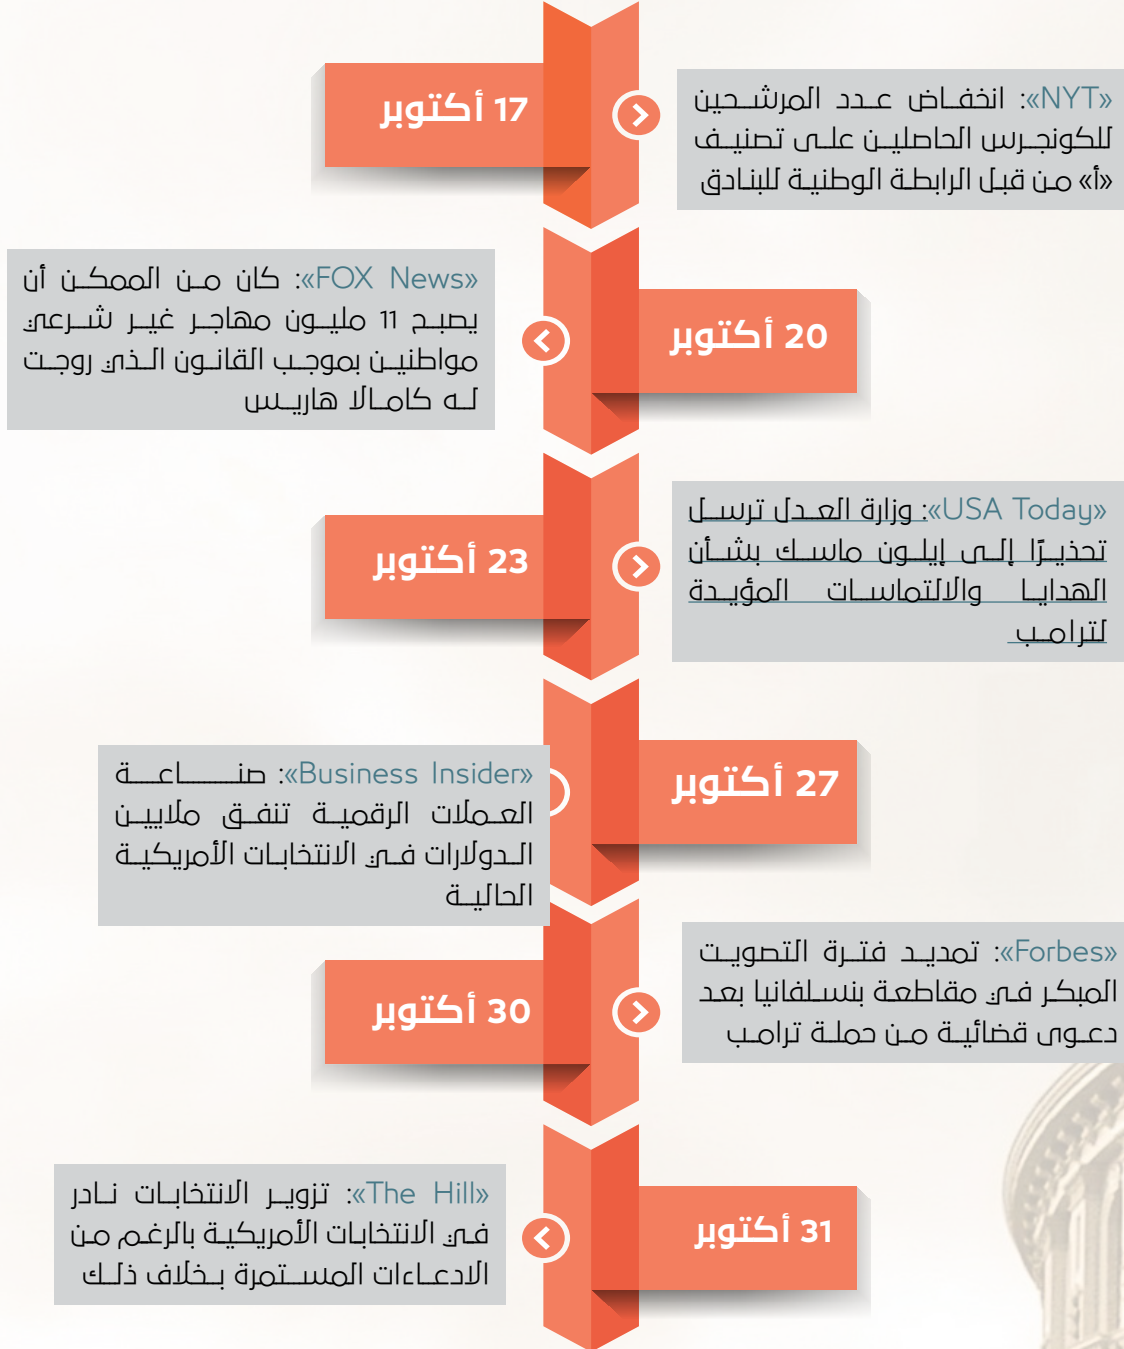 17 أكتوبر
«NYT»: انخفاض عدد المرشحين
للكونجرس الحاصلين على تصنيف
«أ» من قبل الرابطة الوطنية للبنادق
20 أكتوبر
«FOX News»: كان من الممكن أن
يصبح 11 مليون مهاجر غير شرعي
مواطنين بموجب القانون الذي روجت
له كامالا هاريس
23 أكتوبر
«USA Today»: وزارة العدل ترسل
تحذيرًا إلى إيلون ماسك بشأن
الهدايا والالتماسات المؤيدة
لترامب
27 أكتوبر
«Business Insider»: صناعة
العملات الرقمية تنفق ملايين
الدولارات في الانتخابات الأمريكية
الحالية
30 أكتوبر
«Forbes»: تمديد فترة التصويت
المبكر في مقاطعة بنسلفانيا بعد
دعوى قضائية من حملة ترامب
31 أكتوبر
«The Hill»: تزوير الانتخابات نادر
في الانتخابات الأمريكية بالرغم من
الادعاءات المستمرة بخلاف ذلك